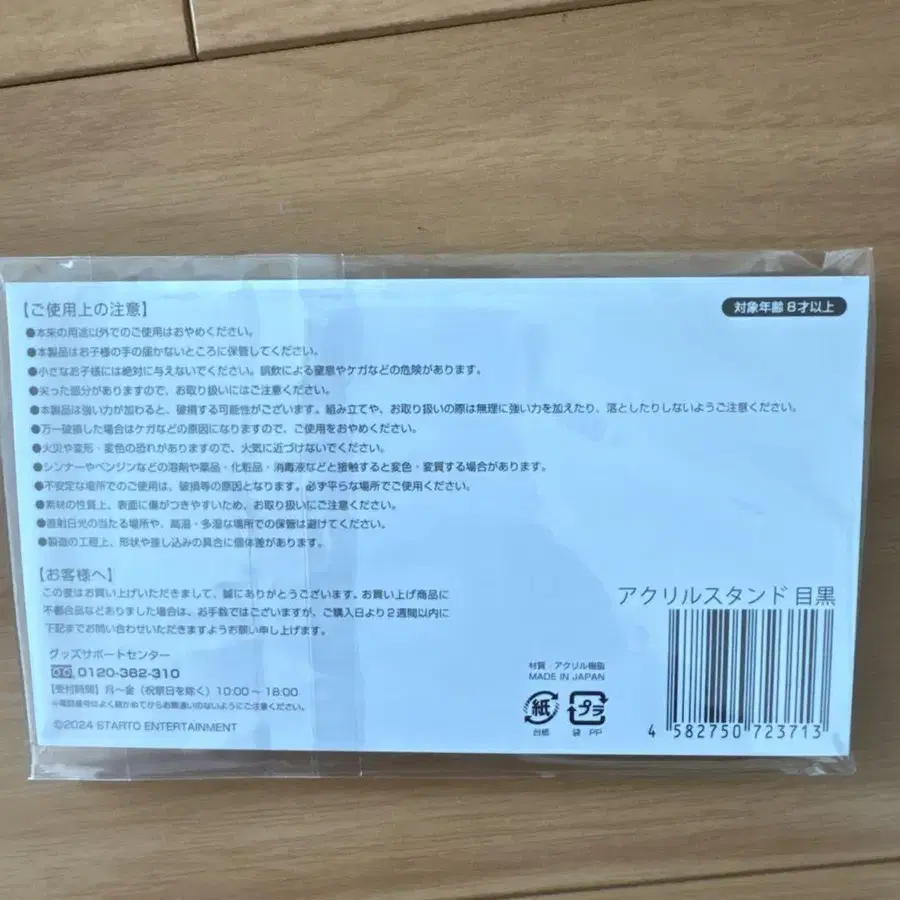 【ご使用上の注意】
対象年齢8才以上
●本来の用途以外でのご使用はおやめください。
●本製品はお子様の手の届かないところに保管してください。
●小さなお子様には絶対に与えないでください。誤飲による窒息やケガなどの危険があります。
●尖った部分がありますので、お取り扱いにはご注意ください。
●本製品は強い力が加わると、破損する可能性がございます。組み立てや、お取り扱いの際は無理に強い力を加えたり、落としたりしないようご注意ください。
●万一破損した場合はケガなどの原因になりますので、ご使用をおやめください。
●火災や変形・変色の恐れがありますので、火気に近づけないでください。
●シンナーやベンジンなどの溶剤や薬品・化粧品・消毒液などと接触すると変色・変質する場合があります。
●不安定な場所でのご使用は、破損等の原因となります。必ず平らな場所でご使用ください。
●素材の性質上、表面に傷がつきやすいため、お取り扱いにご注意ください。
●直射日光の当たる場所や、高温・多湿な場所での保管は避けてください。
●製造の工程上、形状や差し込みの具合に個体差があります。
【お客様へ】
この度はお買い上げいただきまして、誠にありがとうございます。お買い上げ商品に
不都合品などありました場合は、お手数ではございますが、ご購入日より2週間以内に
下記までお問い合わせいただきますようお願い申し上げます。
グッズサポートセンター
0120-382-310
【受付時間】月～金（祝祭日を除く）10:00～18:00
※電話番号はよく確かめてからお間違いのないようにご注意ください。
©2024 STARTO ENTERTAINMENT
アクリルスタンド 目黒
材質：アクリル樹脂
MADE IN JAPAN
紙 プラ
台紙 袋 PP
4 582750 723713